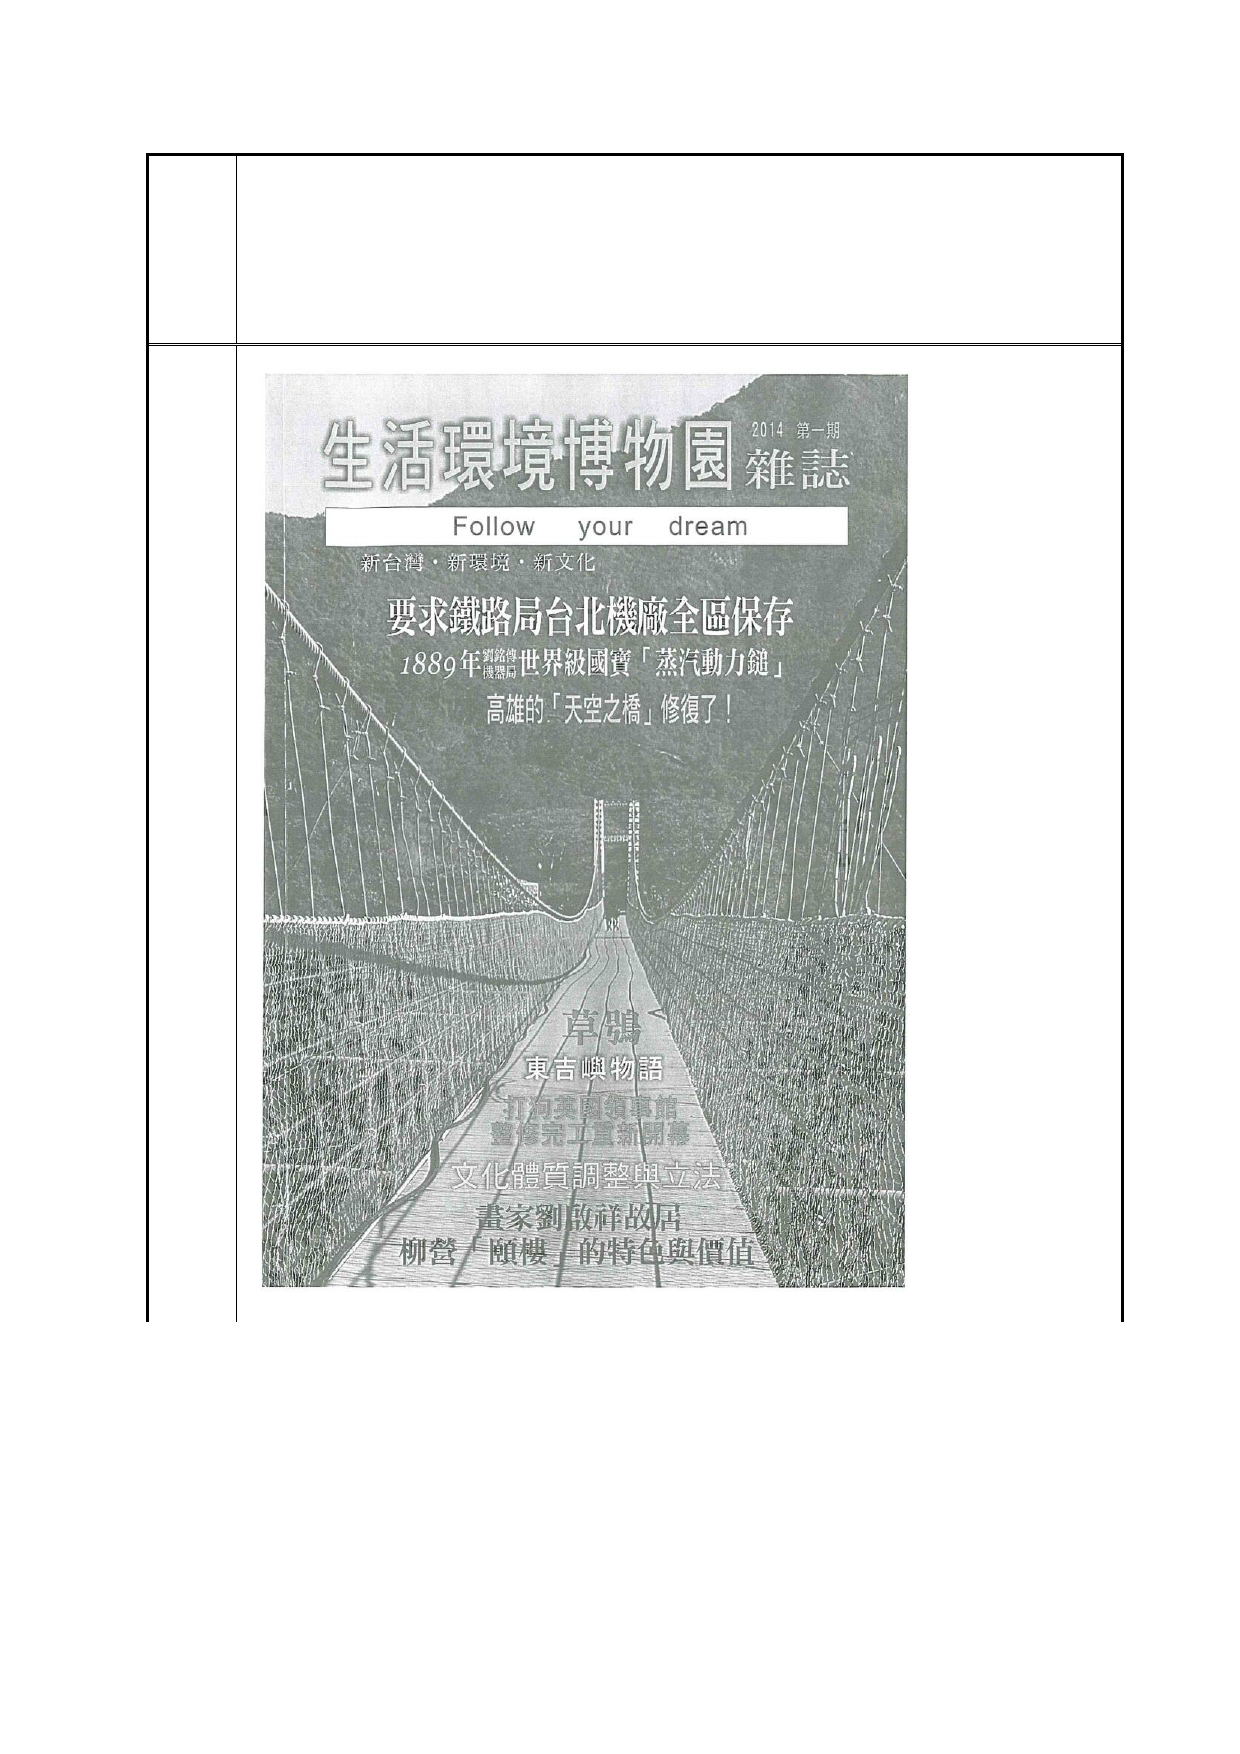 生活環境博物園
2014 第一期
雜誌
Follow your dream
新台灣・新環境・新文化
要求鐵路局台北機廠全區保存
1889年劉銘傳機器局世界級國寶「蒸汽動力鎚」
高雄的「天空之橋」修復了!
草鴞
東吉嶼物語
打狗英國領事館
整修完工重新開幕
文化體質調整與立法
畫家劉啟祥故居
柳營「頤樓」的特色與價值